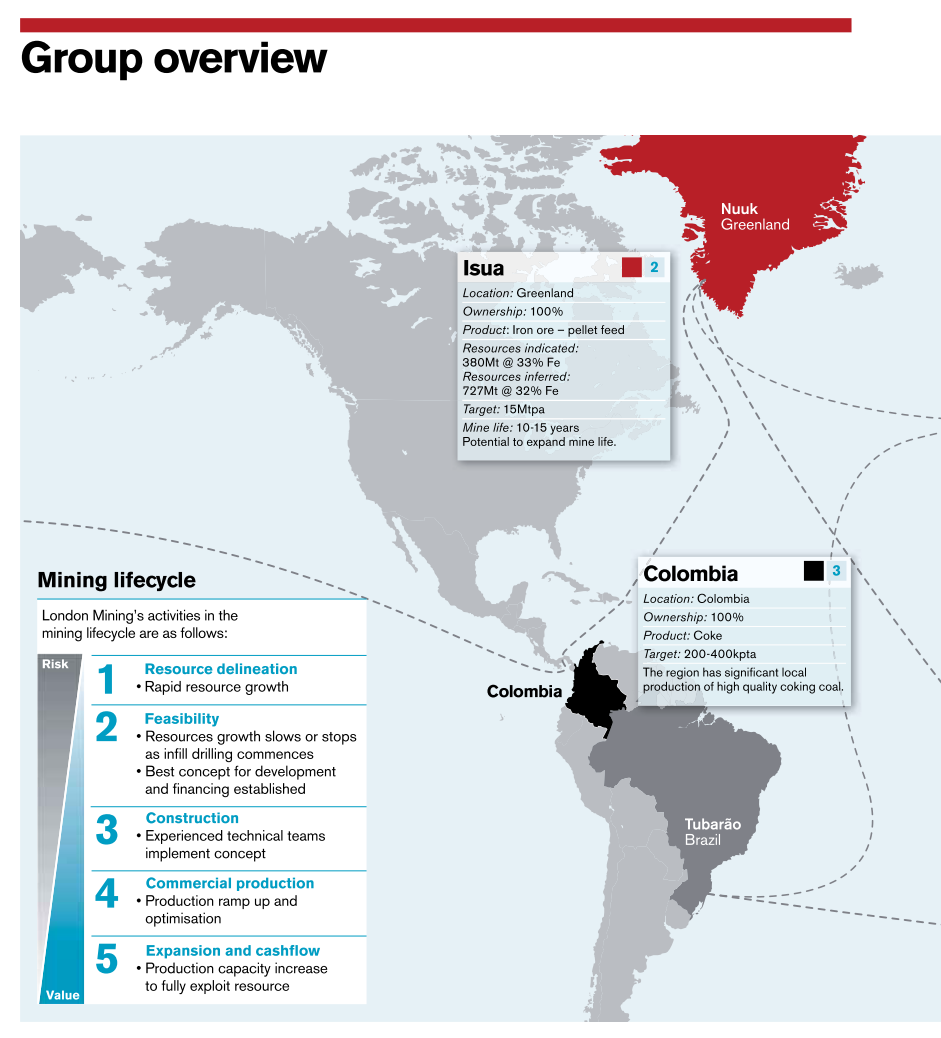 Group overview
Nuuk
Greenland
Isua
2
Location: Greenland
Ownership: 100%
Product: Iron ore – pellet feed
Resources indicated:
380Mt @ 33% Fe
Resources inferred:
727Mt @ 32% Fe
Target: 15Mtpa
Mine life: 10-15 years
Potential to expand mine life.
Colombia
3
Location: Colombia
Ownership: 100%
Product: Coke
Target: 200-400kpta
The region has significant local
production of high quality coking coal.
Colombia
Tubarão
Brazil
Mining lifecycle
London Mining's activities in the
mining lifecycle are as follows:
Risk
1
Resource delineation
• Rapid resource growth
2
Feasibility
• Resources growth slows or stops
as infill drilling commences
• Best concept for development
and financing established
3
Construction
• Experienced technical teams
implement concept
4
Commercial production
• Production ramp up and
optimisation
5
Expansion and cashflow
• Production capacity increase
to fully exploit resource
Value